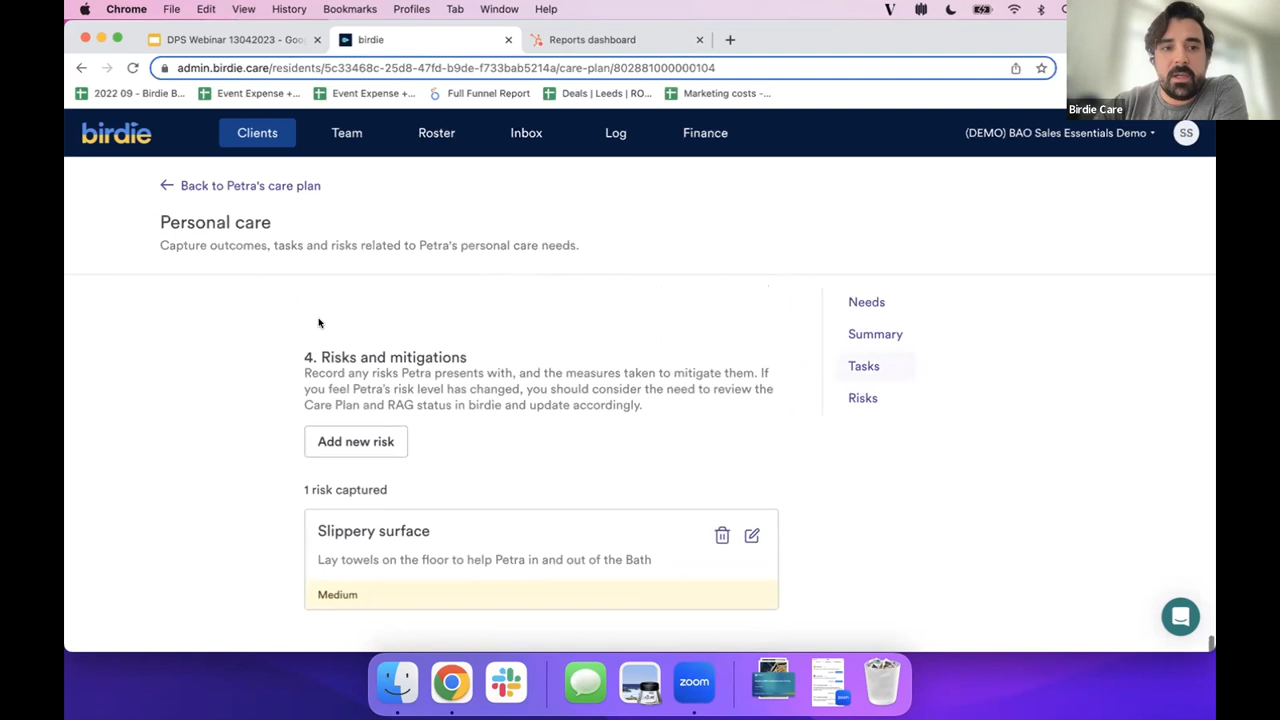 Chrome File Edit View History Bookmarks Profiles Tab Window Help
DPS Webinar 13042023 - Goo
birdie
Reports dashboard
admin.birdie.care/residents/5c33468c-25d8-47fd-b9de-f733bab5214a/care-plan/802881000000104
2022 09 - Birdie B... Event Expense +... Event Expense +... Full Funnel Report Deals | Leeds | RO... Marketing costs -...
Birdie Care
birdie Clients Team Roster Inbox Log Finance (DEMO) BAO Sales Essentials Demo SS
Back to Petra's care plan
Personal care
Capture outcomes, tasks and risks related to Petra's personal care needs.
Needs
Summary
Tasks
Risks
4. Risks and mitigations
Record any risks Petra presents with, and the measures taken to mitigate them. If
you feel Petra's risk level has changed, you should consider the need to review the
Care Plan and RAG status in birdie and update accordingly.
Add new risk
1 risk captured
Slippery surface
Lay towels on the floor to help Petra in and out of the Bath
Medium
zoom